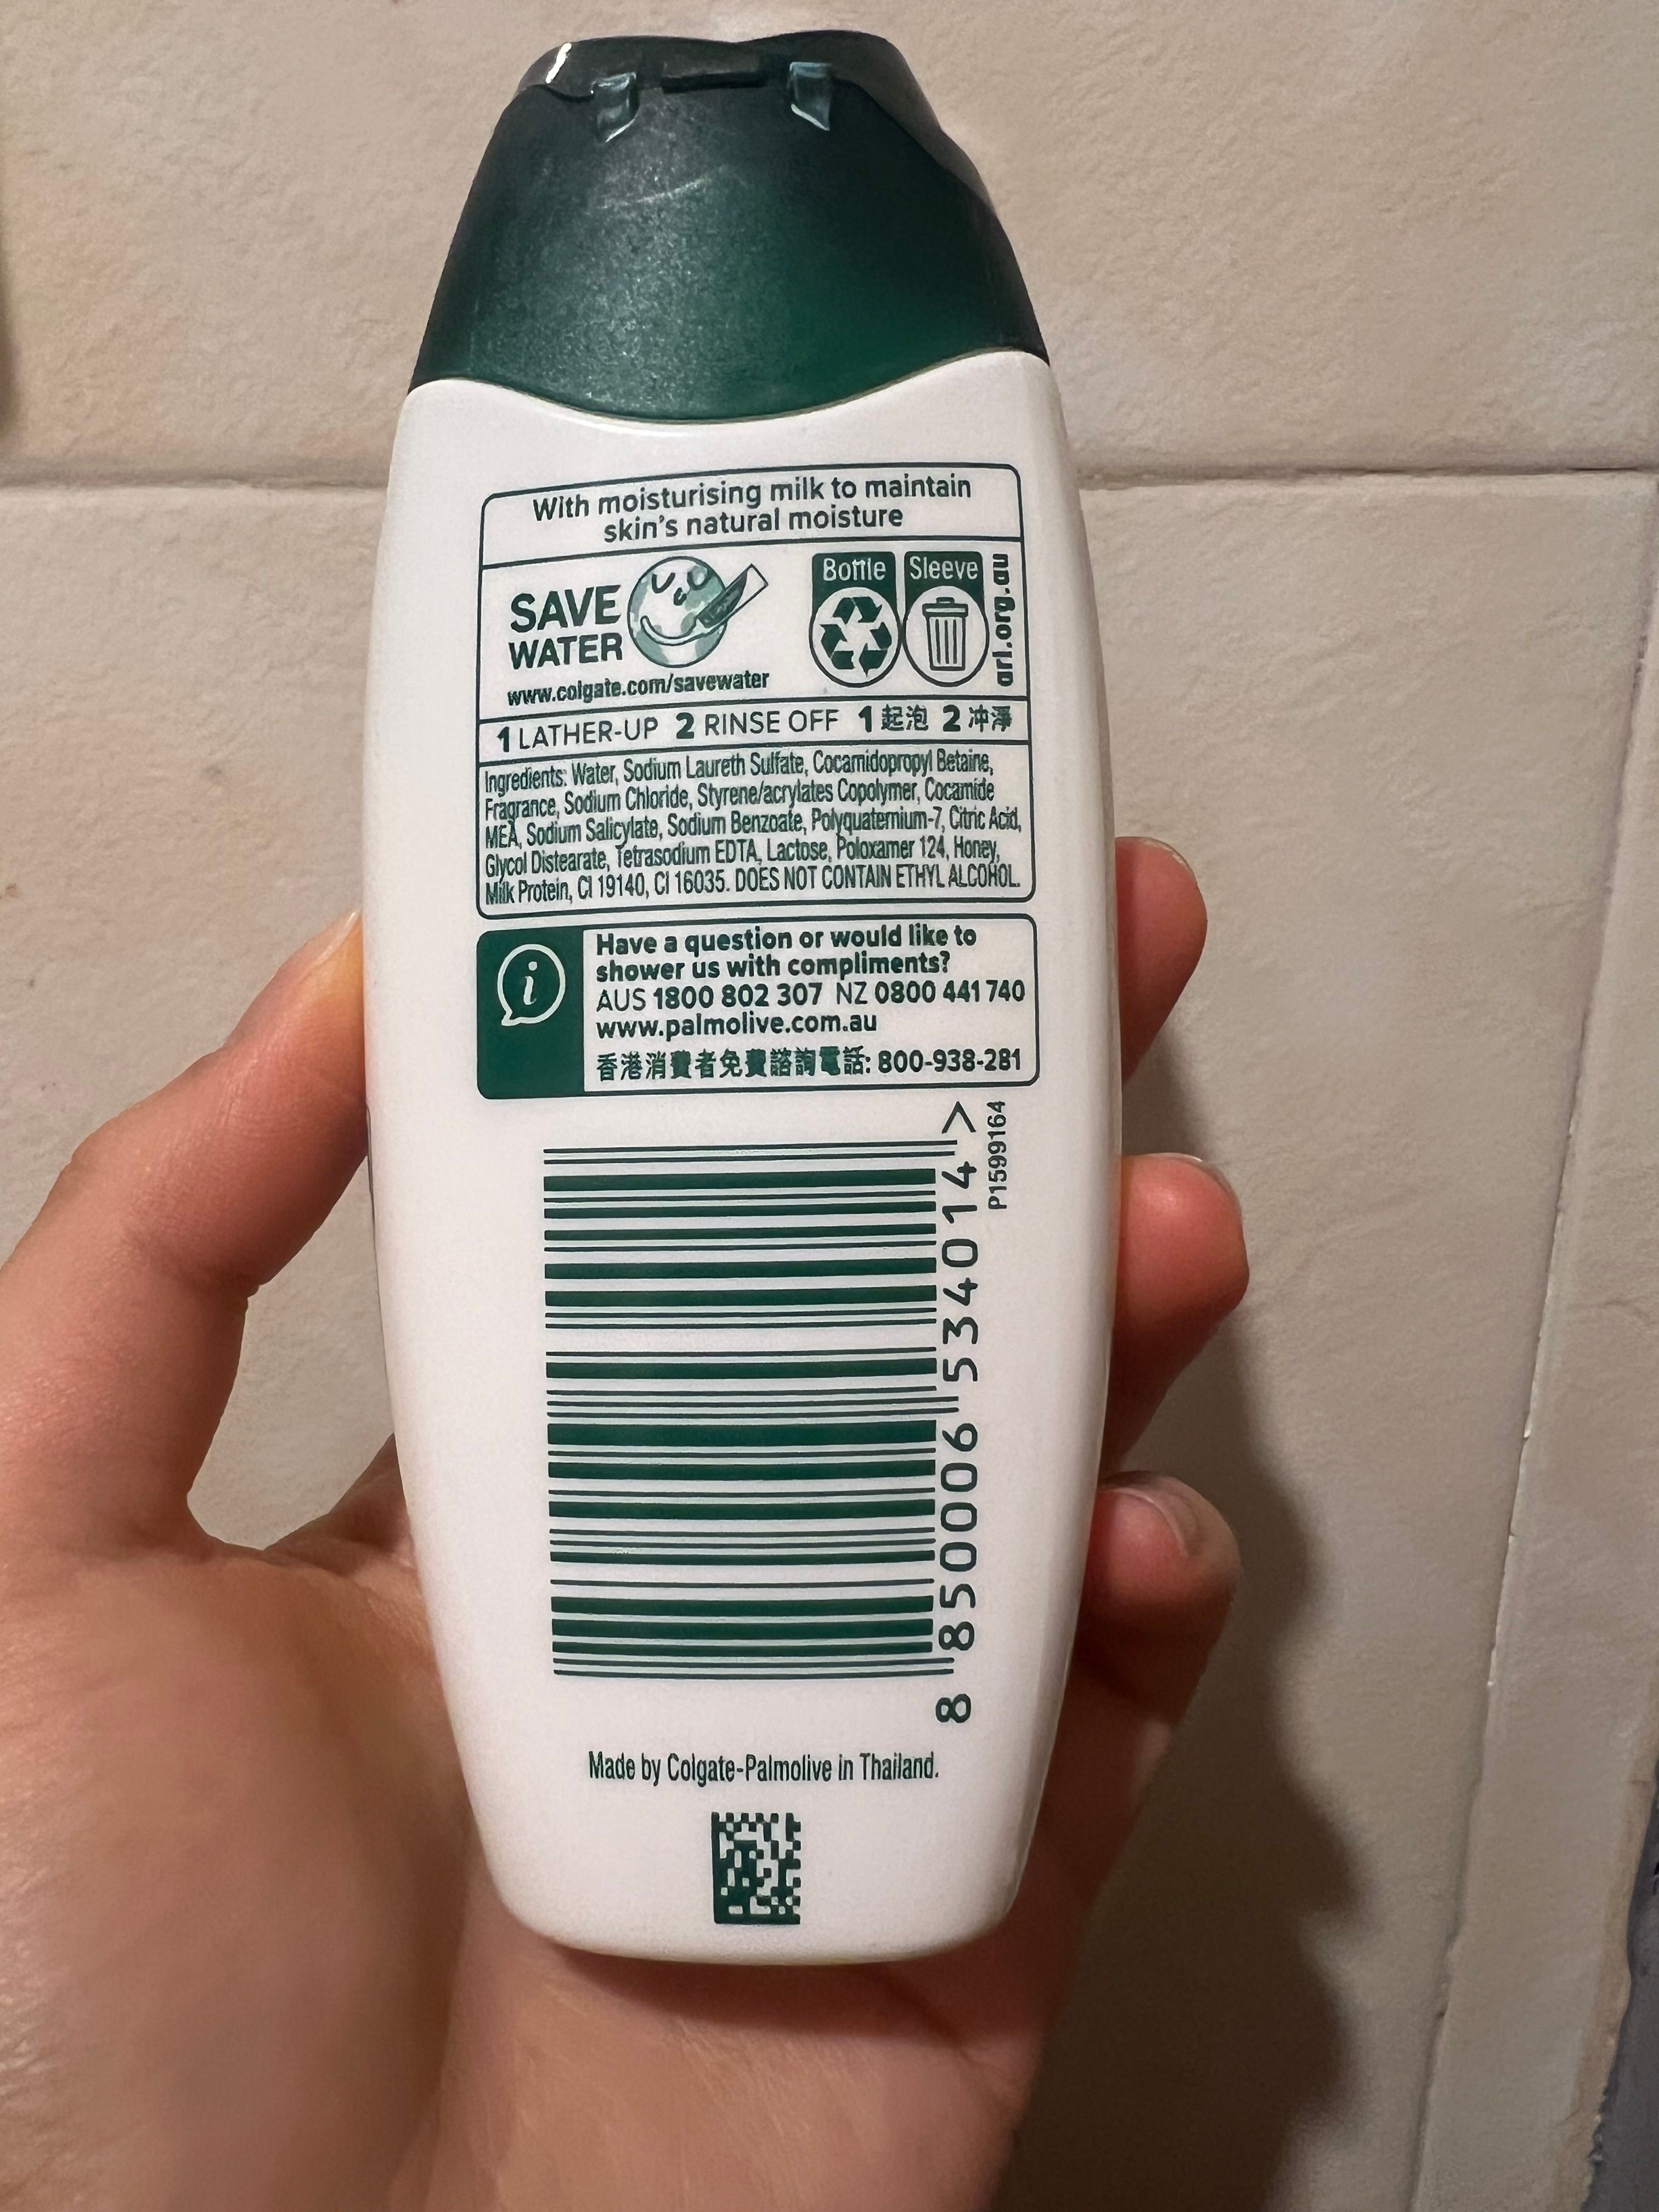 With moisturising milk to maintain
skin's natural moisture
SAVE
WATER
www.colgate.com/savewater
Bottle
Sleeve
arl.org.au
1 LATHER-UP 2 RINSE OFF 1 起泡 2 冲淨
Ingredients: Water, Sodium Laureth Sulfate, Cocamidopropyl Betaine,
Fragrance, Sodium Chloride, Styrene/acrylates Copolymer, Cocamide
MEA, Sodium Salicylate, Sodium Benzoate, Polyquaternium-7, Citric Acid,
Glycol Distearate, Tetrasodium EDTA, Lactose, Poloxamer 124, Honey,
Milk Protein, CI 19140, CI 16035. DOES NOT CONTAIN ETHYL ALCOHOL.
i
Have a question or would like to
shower us with compliments?
AUS 1800 802 307 NZ 0800 441 740
www.palmolive.com.au
香港消費者免費諮詢電話: 800-938-281
P1599164
8 850006 534014 >
Made by Colgate-Palmolive in Thailand.